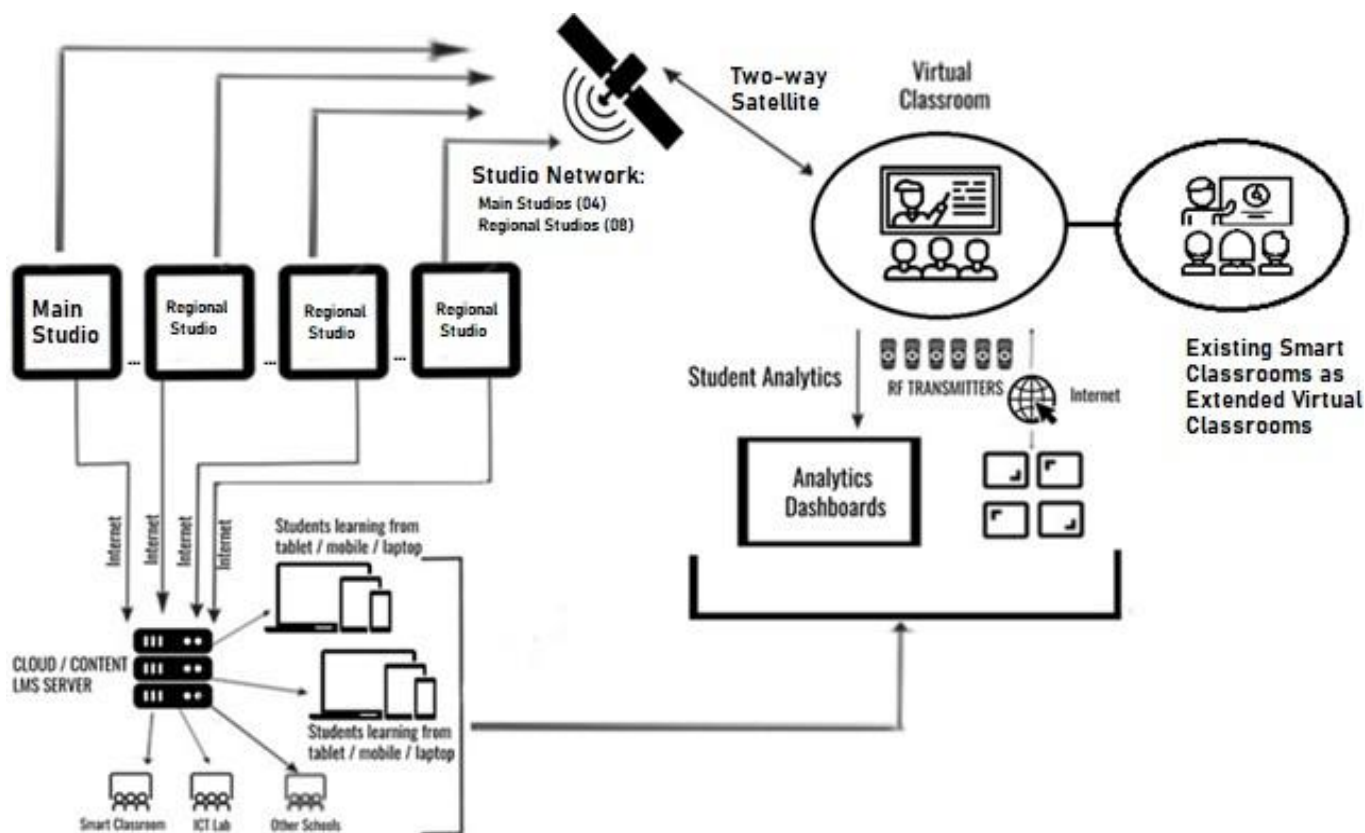 Two-way
Satellite
Virtual
Classroom
Studio Network:
Main Studios (04)
Regional Studios (08)
Main
Studio
...
Regional
Studio
...
Regional
Studio
...
Regional
Studio
Student Analytics
RF TRANSMITTERS
Internet
Existing Smart
Classrooms as
Extended Virtual
Classrooms
Analytics
Dashboards
Internet
Internet
Internet
Internet
Students learning from
tablet / mobile / laptop
CLOUD / CONTENT
LMS SERVER
Students learning from
tablet / mobile / laptop
Smart Classroom
ICT Lab
Other Schools